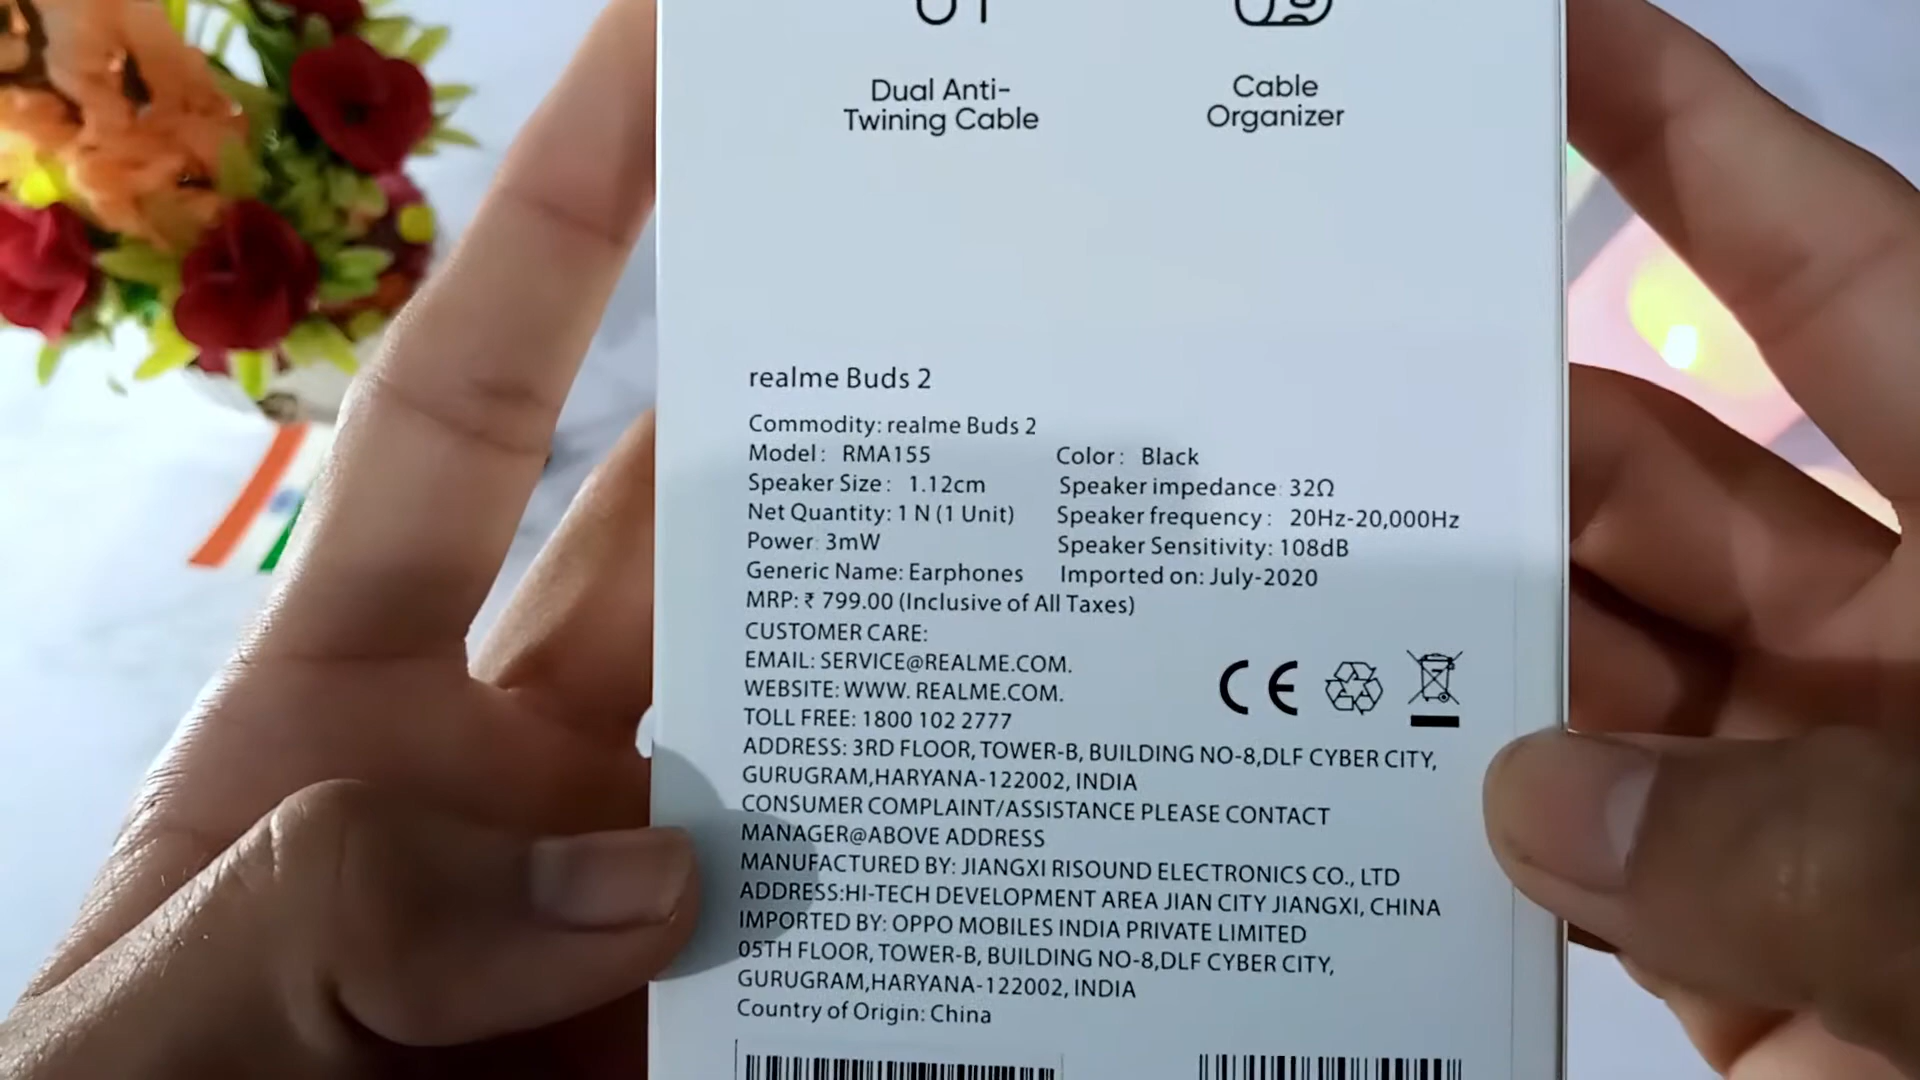 Dual Anti-
Twining Cable
Cable
Organizer
realme Buds 2
Commodity: realme Buds 2
Model: RMA155
Color: Black
Speaker Size: 1.12cm
Speaker impedance: 32Ω
Net Quantity: 1 N (1 Unit)
Speaker frequency: 20Hz-20,000Hz
Power: 3mW
Speaker Sensitivity: 108dB
Generic Name: Earphones
Imported on: July-2020
MRP: ₹ 799.00 (Inclusive of All Taxes)
CUSTOMER CARE:
EMAIL: SERVICE@REALME.COM.
WEBSITE: WWW. REALME.COM.
TOLL FREE: 1800 102 2777
ADDRESS: 3RD FLOOR, TOWER-B, BUILDING NO-8,DLF CYBER CITY,
GURUGRAM,HARYANA-122002, INDIA
CONSUMER COMPLAINT/ASSISTANCE PLEASE CONTACT
MANAGER@ABOVE ADDRESS
MANUFACTURED BY: JIANGXI RISOUND ELECTRONICS CO., LTD
ADDRESS:HI-TECH DEVELOPMENT AREA JIAN CITY JIANGXI, CHINA
IMPORTED BY: OPPO MOBILES INDIA PRIVATE LIMITED
05TH FLOOR, TOWER-B, BUILDING NO-8,DLF CYBER CITY,
GURUGRAM,HARYANA-122002, INDIA
Country of Origin: China
CE